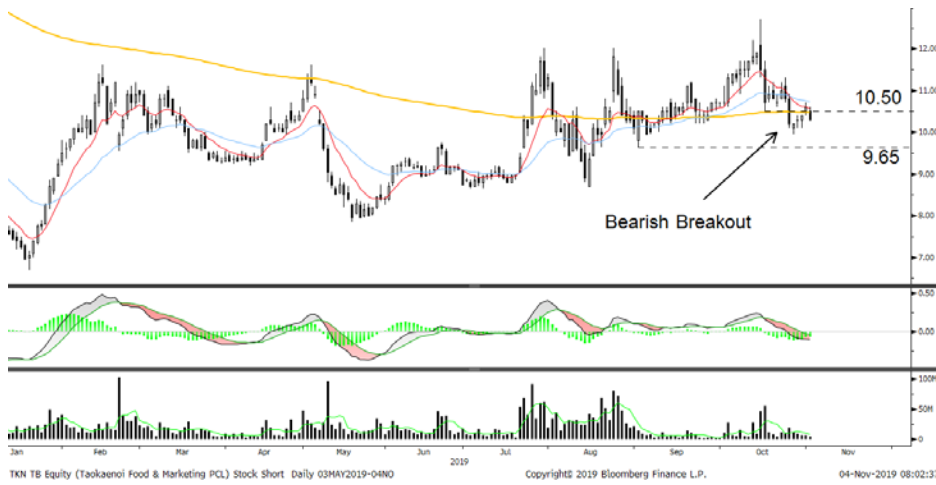 12.00
11.00
10.50
10.00
9.65
9.00
Bearish Breakout
8.00
7.00
0.50
0.00
100M
50M
0
Jan Feb Mar Apr May Jun Jul Aug Sep Oct Nov
2019
TKN TB Equity (Taokaenoi Food & Marketing PCL) Stock Short Daily 03MAY2019-04NO Copyright© 2019 Bloomberg Finance L.P. 04-Nov-2019 08:02:37